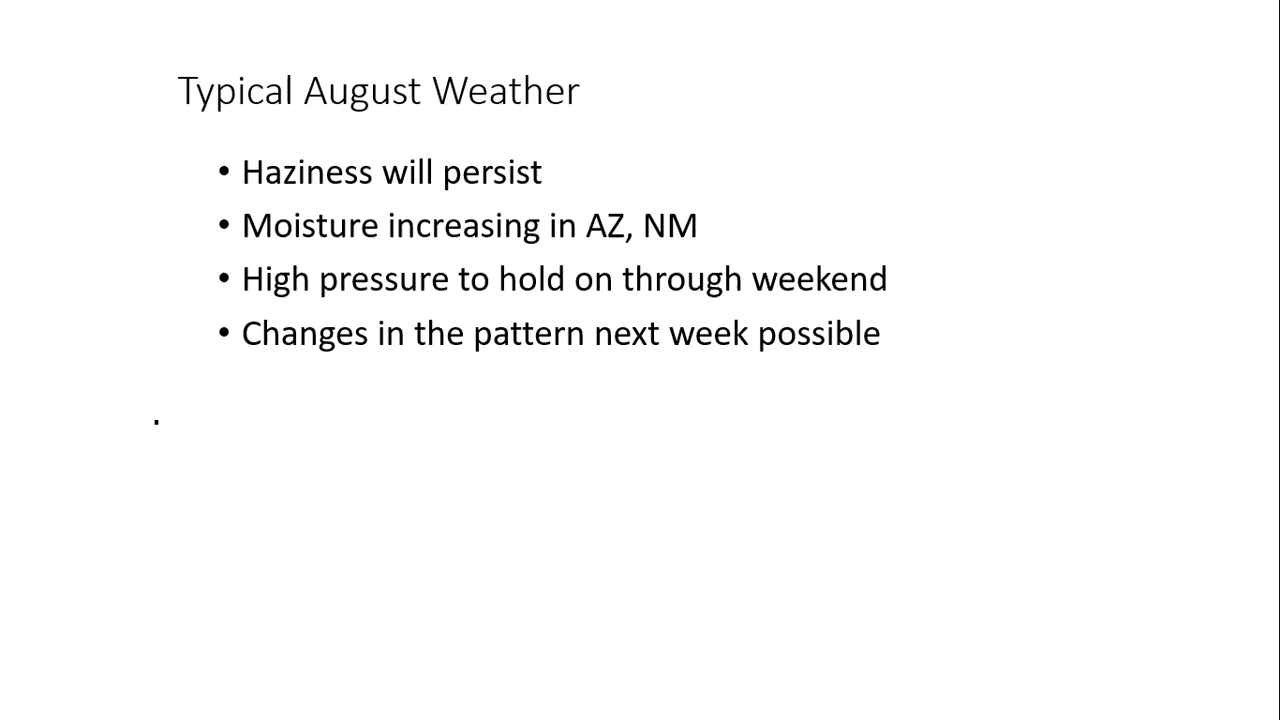 Typical August Weather
• Haziness will persist
• Moisture increasing in AZ, NM
• High pressure to hold on through weekend
• Changes in the pattern next week possible
.